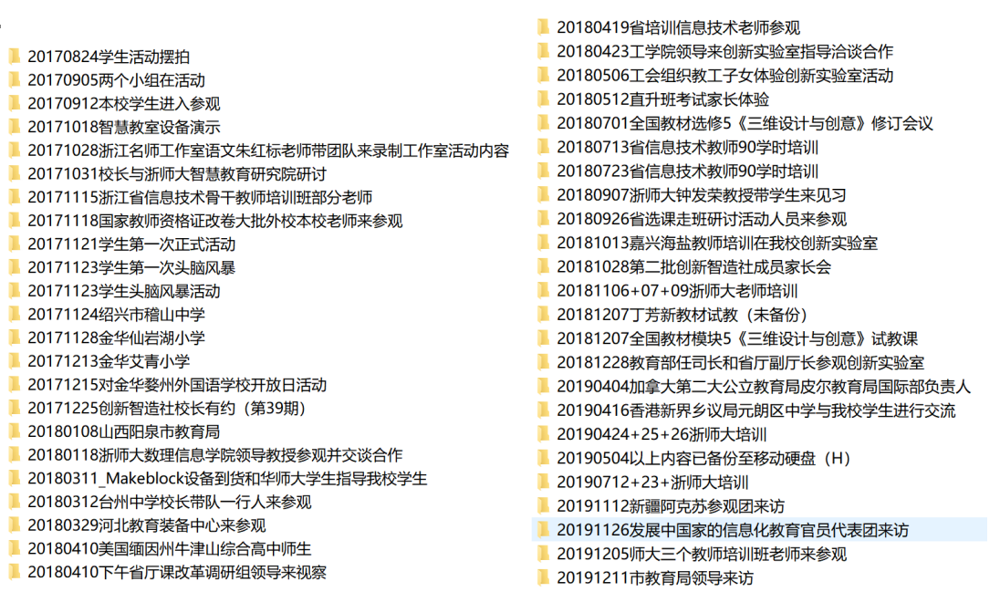 20170824学生活动摆拍
20170905两个小组在活动
20170912本校学生进入参观
20171018智慧教室设备演示
20171028浙江名师工作室语文朱红标老师带团队来录制工作室活动内容
20171031校长与浙师大智慧教育研究院研讨
20171115浙江省信息技术骨干教师培训班部分老师
20171118国家教师资格证改卷大批外校本校老师来参观
20171121学生第一次正式活动
20171123学生第一次头脑风暴
20171123学生头脑风暴活动
20171124绍兴市稽山中学
20171128金华仙岩湖小学
20171213金华艾青小学
20171215对金华婺州外国语学校开放日活动
20171225创新智造社校长有约（第39期）
20180108山西阳泉市教育局
20180118浙师大数理信息学院领导教授参观并交谈合作
20180311_Makeblock设备到货和华师大学生指导我校学生
20180312台州中学校长带队一行人来参观
20180329河北教育装备中心来参观
20180410美国缅因州牛津山综合高中师生
20180410下午省厅课改革调研组领导来视察
20180419省培训信息技术老师参观
20180423工学院领导来创新实验室指导洽谈合作
20180506工会组织教工子女体验创新实验室活动
20180512直升班考试家长体验
20180701全国教材选修5《三维设计与创意》修订会议
20180713省信息技术教师90学时培训
20180723省信息技术教师90学时培训
20180907浙师大钟发荣教授带学生来见习
20180926省选课走班研讨活动人员来参观
20181013嘉兴海盐教师培训在我校创新实验室
20181028第二批创新智造社成员家长会
20181106+07+09浙师大老师培训
20181207丁芳新教材试教（未备份）
20181207全国教材模块5《三维设计与创意》试教课
20181228教育部任司长和省厅副厅长参观创新实验室
20190404加拿大第二大公立教育局皮尔教育局国际部负责人
20190416香港新界乡议局元朗区中学与我校学生进行交流
20190424+25+26浙师大培训
20190504以上内容已备份至移动硬盘（H）
20190712+23+浙师大培训
20191112新疆阿克苏参观团来访
20191126发展中国家的信息化教育官员代表团来访
20191205师大三个教师培训班老师来参观
20191211市教育局领导来访